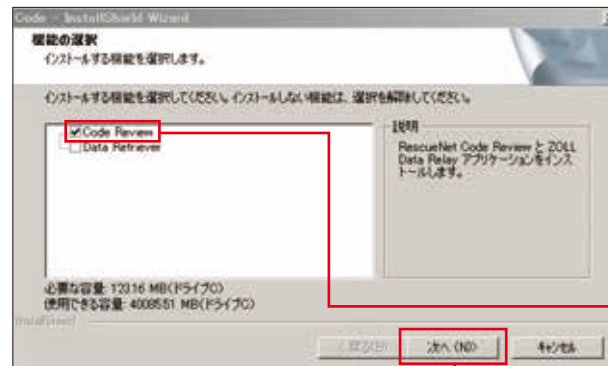 Code - InstallShield Wizard
機能の選択
インストールする機能を選択します。
インストールする機能を選択してください。インストールしない機能は、選択を解除してください。
Code Review
Data Retriever
説明
RescueNet Code Review と ZOLL
Data Relay アプリケーションをインス
トールします。
必要な容量: 123.16 MB(ドライブC)
使用できる容量: 40085.51 MB(ドライブC)
InstallShield
< 戻る(B)
次へ(N)>
キャンセル